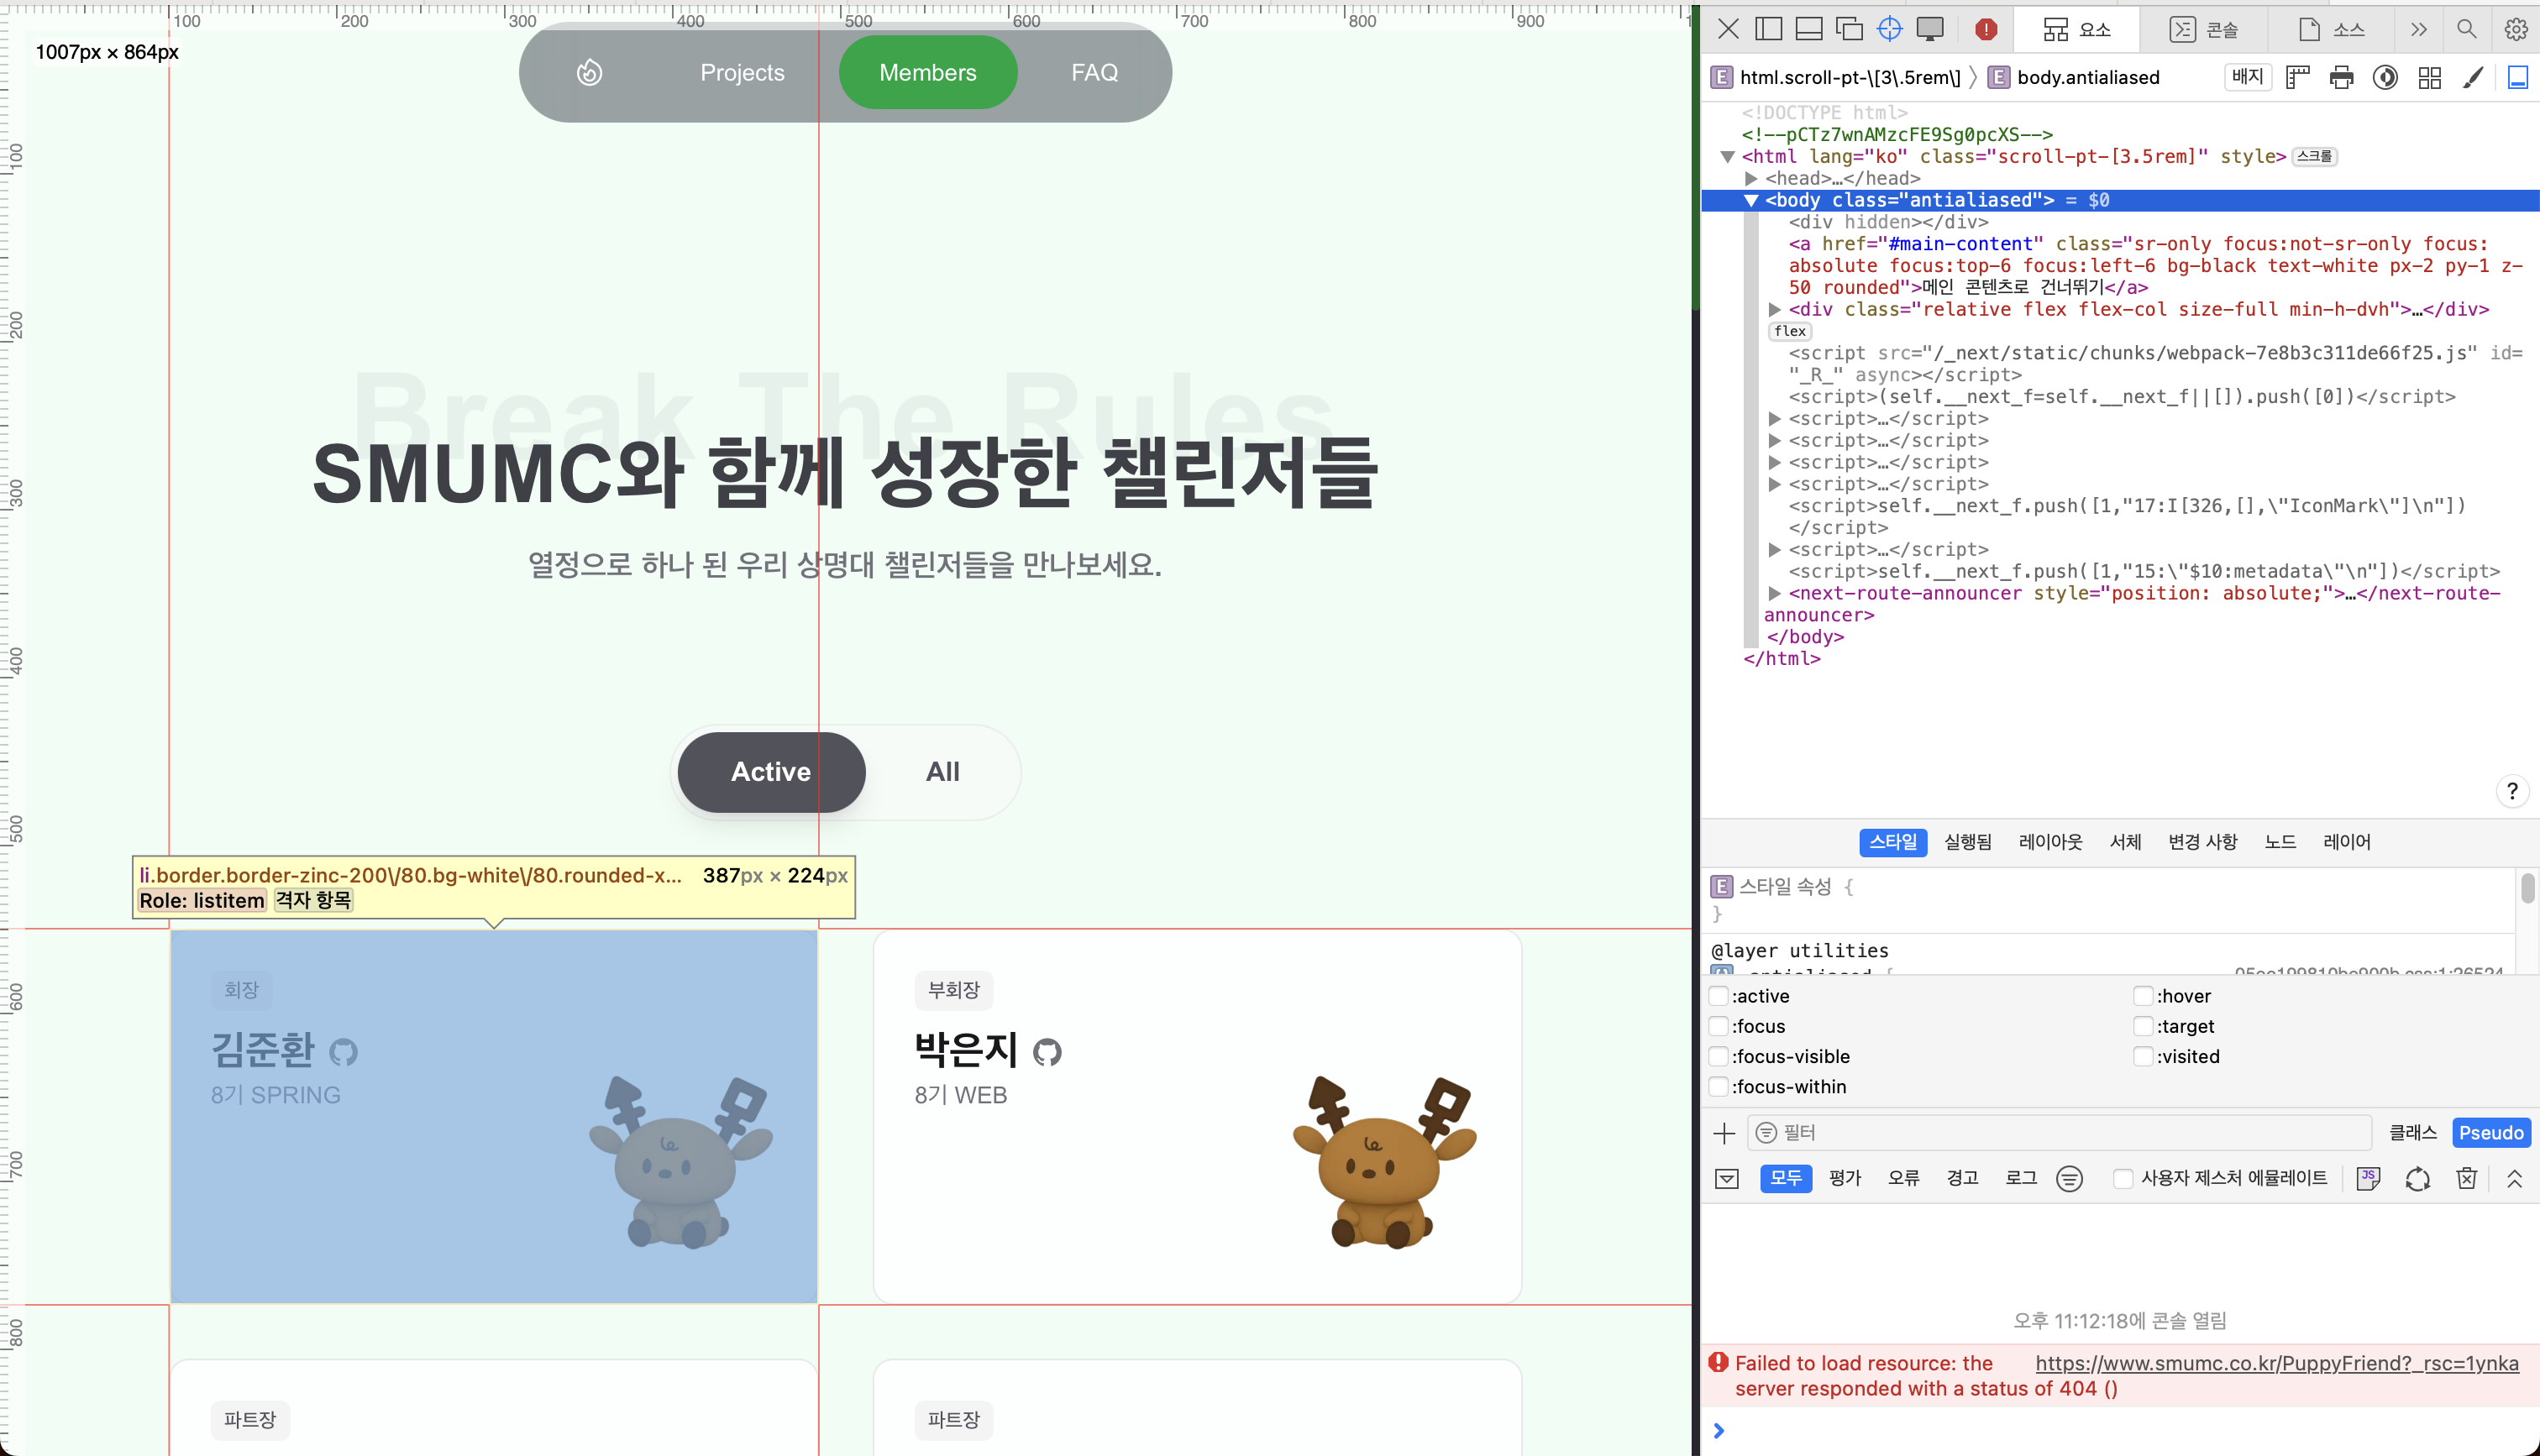 100 200 300 400 500 600 700 800 900
1007px × 864px
Projects Members FAQ
Break The Rules
SMUMC와 함께 성장한 챌린저들
열정으로 하나 된 우리 상명대 챌린저들을 만나보세요.
Active All
li.border.border-zinc-200\/80.bg-white\/80.rounded-x... 387px × 224px
Role: listitem 격자 항목
회장
김준환
8기 SPRING
부회장
박은지
8기 WEB
파트장
파트장
100
200
300
400
500
600
700
800
요소 콘솔 소스
E html.scroll-pt-\[3\.5rem\] E body.antialiased 배지
<!DOCTYPE html>
<!--pCTz7wnAMzcFE9Sg0pcXS-->
<html lang="ko" class="scroll-pt-[3.5rem]" style> 스크롤
<head>…</head>
<body class="antialiased"> = $0
<div hidden></div>
<a href="#main-content" class="sr-only focus:not-sr-only focus:
absolute focus:top-6 focus:left-6 bg-black text-white px-2 py-1 z-
50 rounded">메인 콘텐츠로 건너뛰기</a>
<div class="relative flex flex-col size-full min-h-dvh">…</div>
flex
<script src="/_next/static/chunks/webpack-7e8b3c311de66f25.js" id=
"_R_" async></script>
<script>(self.__next_f=self.__next_f||[]).push([0])</script>
<script>…</script>
<script>…</script>
<script>…</script>
<script>…</script>
<script>self.__next_f.push([1,"17:I[326,[],\"IconMark\"]\n"])
</script>
<script>…</script>
<script>self.__next_f.push([1,"15:\"$10:metadata\"\n"])</script>
<next-route-announcer style="position: absolute;">…</next-route-
announcer>
</body>
</html>
?
스타일 실행됨 레이아웃 서체 변경 사항 노드 레이어
E 스타일 속성 {
}
@layer utilities
:active :hover
:focus :target
:focus-visible :visited
:focus-within
필터 클래스 Pseudo
모두 평가 오류 경고 로그 사용자 제스처 에뮬레이트
오후 11:12:18에 콘솔 열림
Failed to load resource: the https://www.smumc.co.kr/PuppyFriend?_rsc=1ynka
server responded with a status of 404 ()